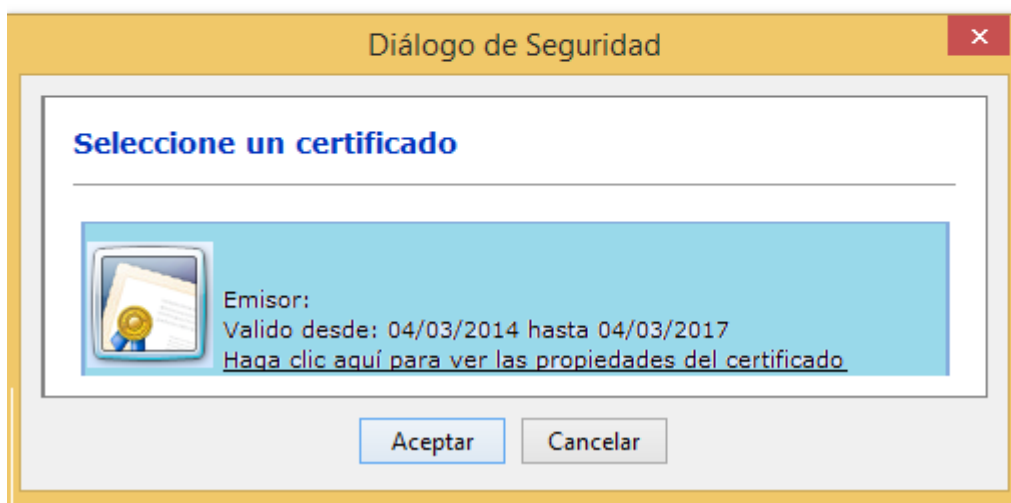 Diálogo de Seguridad
Seleccione un certificado
Emisor:
Valido desde: 04/03/2014 hasta 04/03/2017
Haga clic aquí para ver las propiedades del certificado
Aceptar
Cancelar